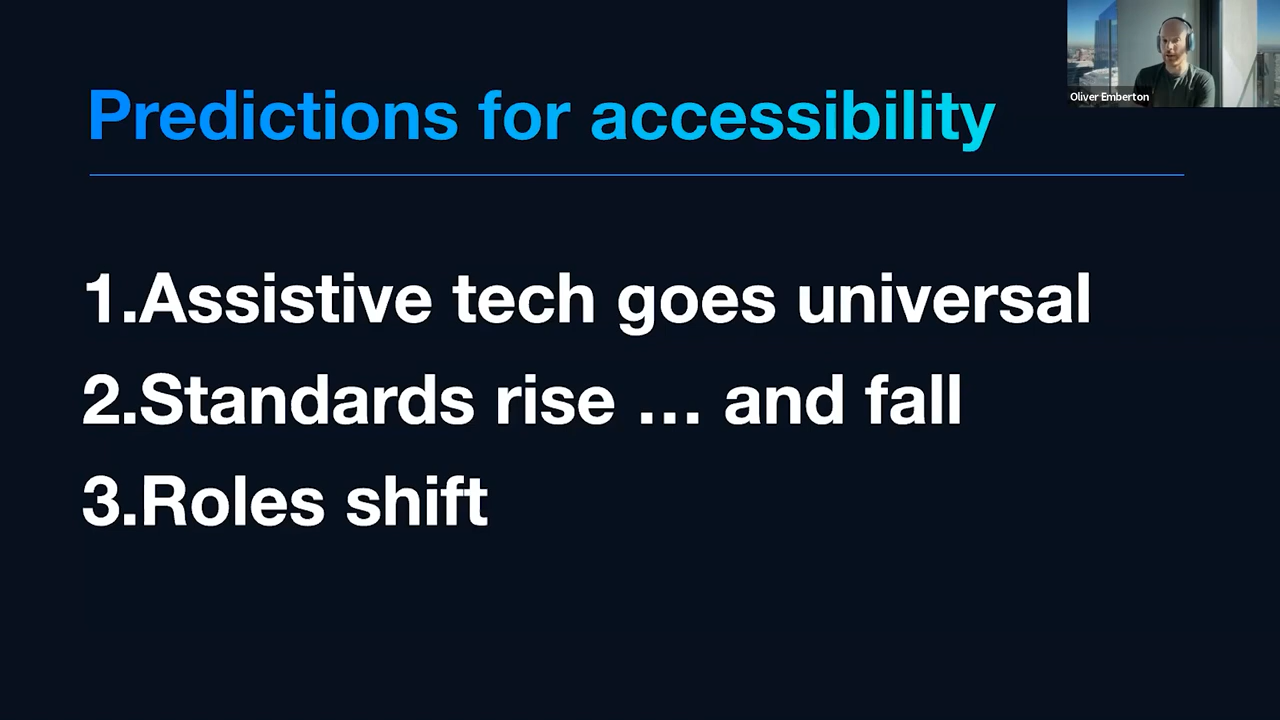 Predictions for accessibility
Oliver Emberton
1.Assistive tech goes universal
2.Standards rise … and fall
3.Roles shift